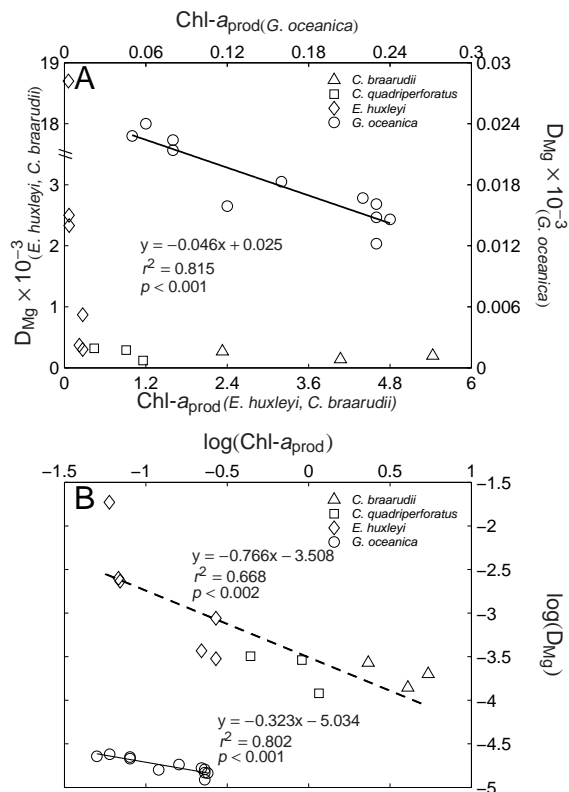 Chl-a_prod (G. oceanica)
0 0.06 0.12 0.18 0.24 0.3
A
19
18
3
2
1
0
D_Mg × 10^−3 (E. huxleyi, C. braarudii)
C. braarudii
C. quadriperforatus
E. huxleyi
G. oceanica
y = −0.046x + 0.025
r^2 = 0.815
p < 0.001
0.03
0.024
0.018
0.012
0.006
0
D_Mg × 10^−3 (G. oceanica)
0 1.2 2.4 3.6 4.8 6
Chl-a_prod (E. huxleyi, C. braarudii)
log(Chl-a_prod)
−1.5 −1 −0.5 0 0.5 1
B
C. braarudii
C. quadriperforatus
E. huxleyi
G. oceanica
y = −0.766x − 3.508
r^2 = 0.668
p < 0.002
y = −0.323x − 5.034
r^2 = 0.802
p < 0.001
−1.5
−2
−2.5
−3
−3.5
−4
−4.5
−5
log(D_Mg)